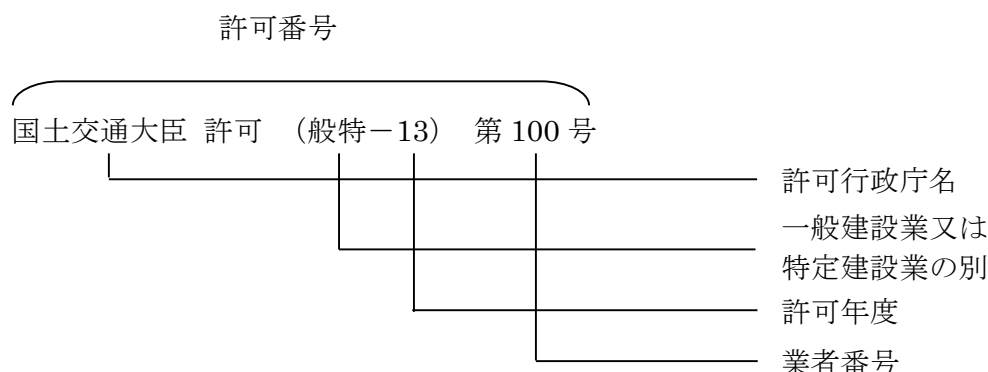 許可番号
国土交通大臣 許可 （般特－13） 第 100 号
許可行政庁名
一般建設業又は
特定建設業の別
許可年度
業者番号